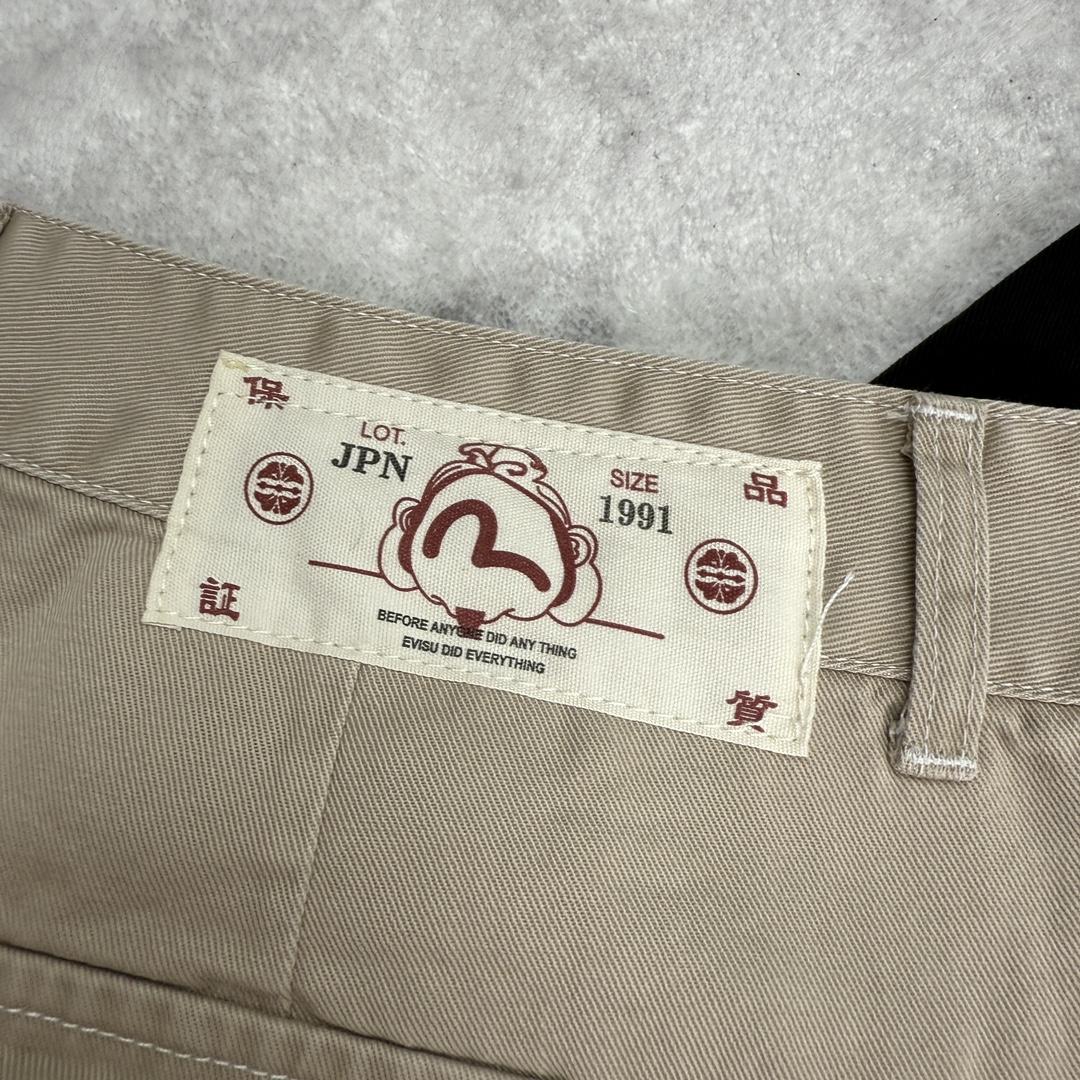 保
品
LOT.
JPN
SIZE
1991
BEFORE ANYONE DID ANY THING
EVISU DID EVERYTHING
証
質